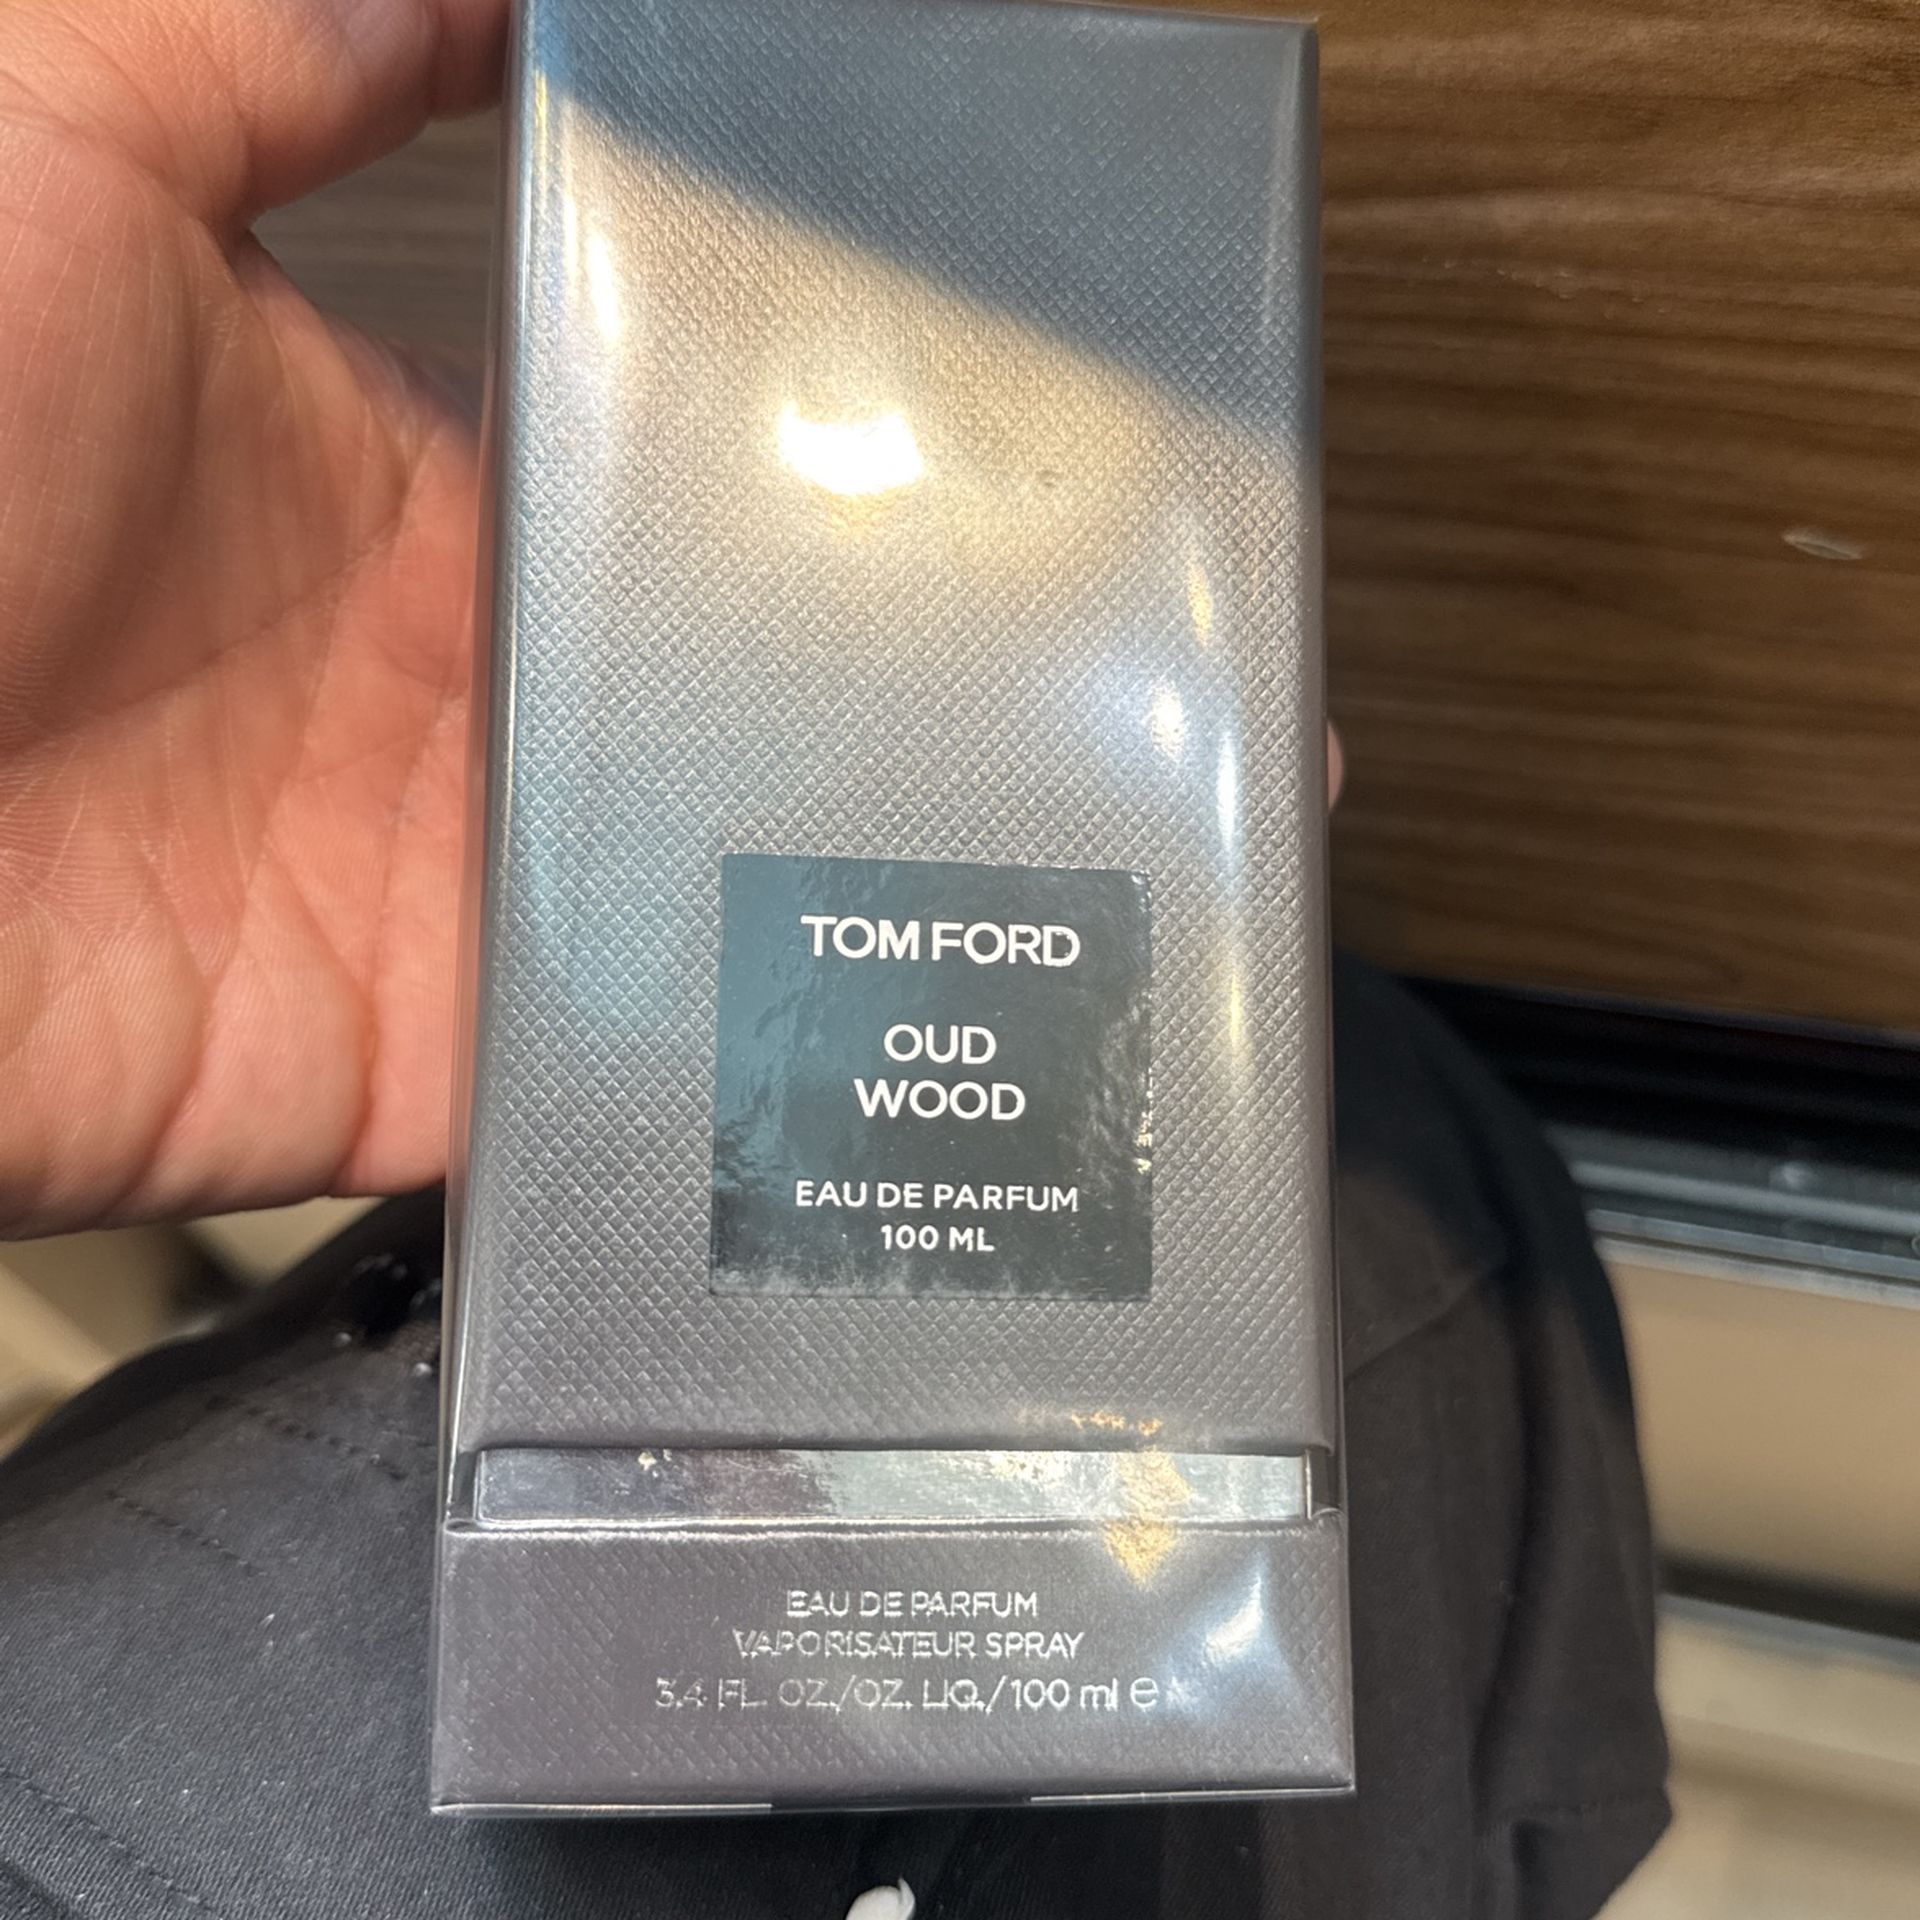 TOM FORD
OUD
WOOD
EAU DE PARFUM
100 ML
EAU DE PARFUM
VAPORISATEUR SPRAY
3.4 FL. OZ./OZ. LIQ./100 ml e